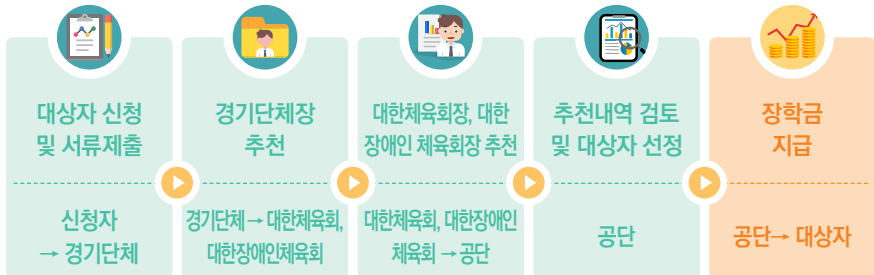 대상자 신청
및 서류제출
신청자
→ 경기단체
경기단체장
추천
경기단체 → 대한체육회,
대한장애인체육회
대한체육회장, 대한
장애인 체육회장 추천
대한체육회, 대한장애인
체육회 → 공단
추천내역 검토
및 대상자 선정
공단
장학금
지급
공단→ 대상자